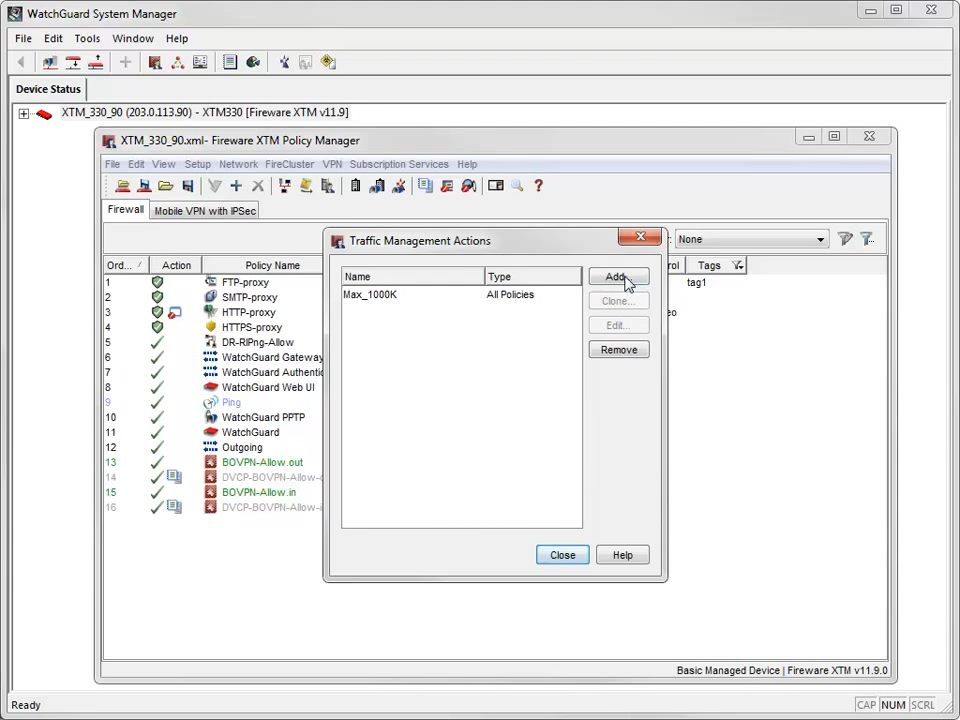 WatchGuard System Manager
File Edit Tools Window Help
Device Status
XTM_330_90 (203.0.113.90) - XTM330 [Fireware XTM v11.9]
XTM_330_90.xml- Fireware XTM Policy Manager
File Edit View Setup Network FireCluster VPN Subscription Services Help
Firewall Mobile VPN with IPSec
None
Ord... Action Policy Name Tags
1 FTP-proxy tag1
2 SMTP-proxy
3 HTTP-proxy
4 HTTPS-proxy
5 DR-RIPng-Allow
6 WatchGuard Gateway
7 WatchGuard Authentic
8 WatchGuard Web UI
9 Ping
10 WatchGuard PPTP
11 WatchGuard
12 Outgoing
13 BOVPN-Allow.out
14 DVCP-BOVPN-Allow-
15 BOVPN-Allow.in
16 DVCP-BOVPN-Allow-
Traffic Management Actions
Name Type
Max_1000K All Policies
Add...
Clone...
Edit...
Remove
Close Help
Basic Managed Device Fireware XTM v11.9.0
Ready CAP NUM SCRL